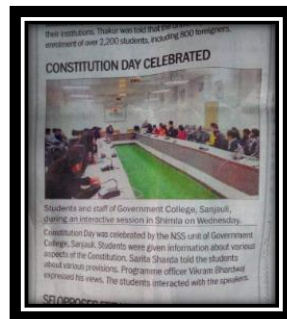 their institutions. Thakur was told that the
enrolment of over 2,200 students, including 800 foreigners.
CONSTITUTION DAY CELEBRATED
Students and staff of Government College, Sanjauli,
during an interactive session in Shimla on Wednesday.
Constitution Day was celebrated by the NSS unit of Government
College, Sanjauli. Students were given information about various
aspects of the Constitution. Sarita Shanda told the students
about various provisions. Programme officer Vikram Bhardwaj
expressed his views. The students interacted with the speakers.